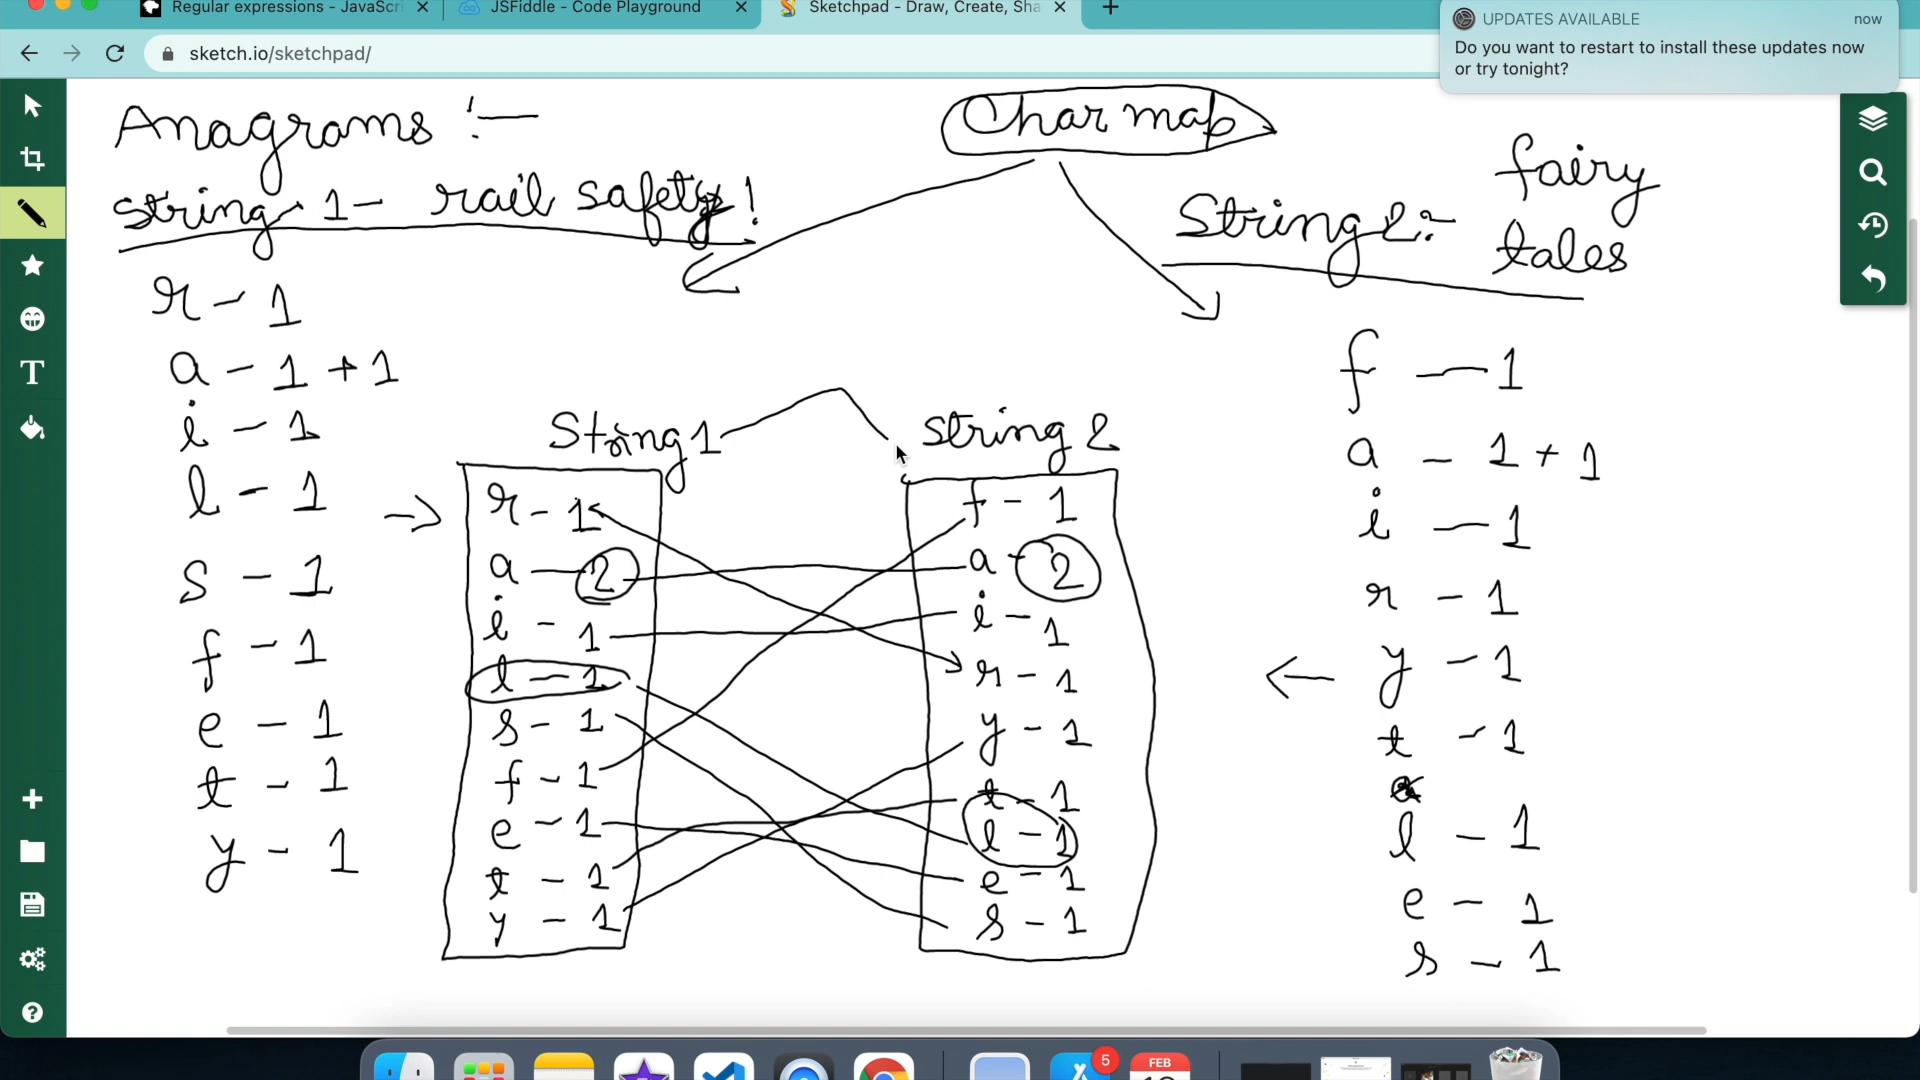 Regular expressions - JavaScri
JSFiddle - Code Playground
Sketchpad - Draw, Create, Sha
UPDATES AVAILABLE
now
Do you want to restart to install these updates now
or try tonight?
sketch.io/sketchpad/
Anagrams :-
string 1- rail safety!
Char map
String 2:-
fairy
tales
r - 1
a - 1 + 1
i - 1
l - 1
s - 1
f - 1
e - 1
t - 1
y - 1
String 1
r - 1
a - 2
i - 1
l - 1
s - 1
f - 1
e - 1
t - 1
y - 1
string 2
f - 1
a - 2
i - 1
r - 1
y - 1
t - 1
l - 1
e - 1
s - 1
f - 1
a - 1 + 1
i - 1
r - 1
y - 1
t - 1
l - 1
e - 1
s - 1
T
5
FEB